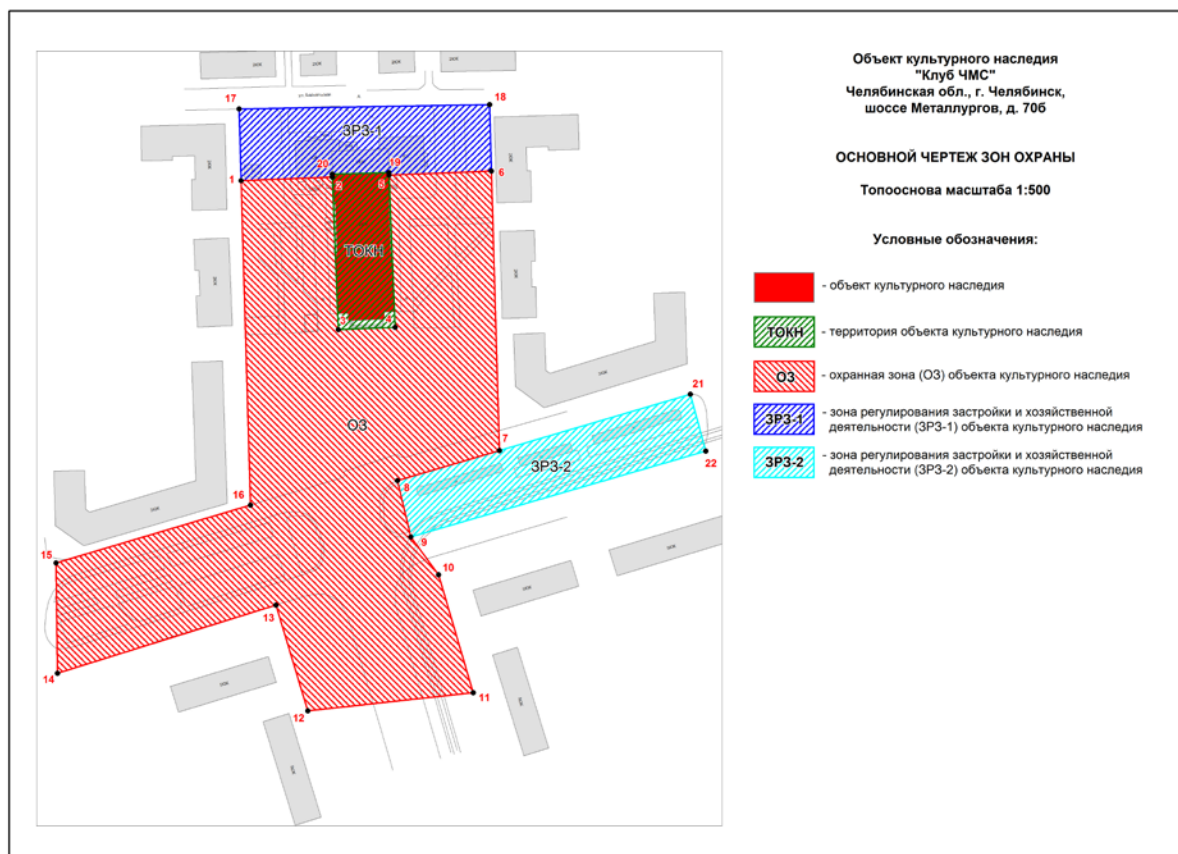 Объект культурного наследия
"Клуб ЧМС"
Челябинская обл., г. Челябинск,
шоссе Металлургов, д. 70б
ОСНОВНОЙ ЧЕРТЕЖ ЗОН ОХРАНЫ
Топооснова масштаба 1:500
Условные обозначения:
- объект культурного наследия
ТОКН - территория объекта культурного наследия
ОЗ - охранная зона (ОЗ) объекта культурного наследия
ЗРЗ-1 - зона регулирования застройки и хозяйственной
деятельности (ЗРЗ-1) объекта культурного наследия
ЗРЗ-2 - зона регулирования застройки и хозяйственной
деятельности (ЗРЗ-2) объекта культурного наследия
17
18
ЗРЗ-1
20
19
6
1
2
5
ТОКН
3
4
21
ОЗ
7
22
ЗРЗ-2
8
16
9
15
10
13
14
11
12